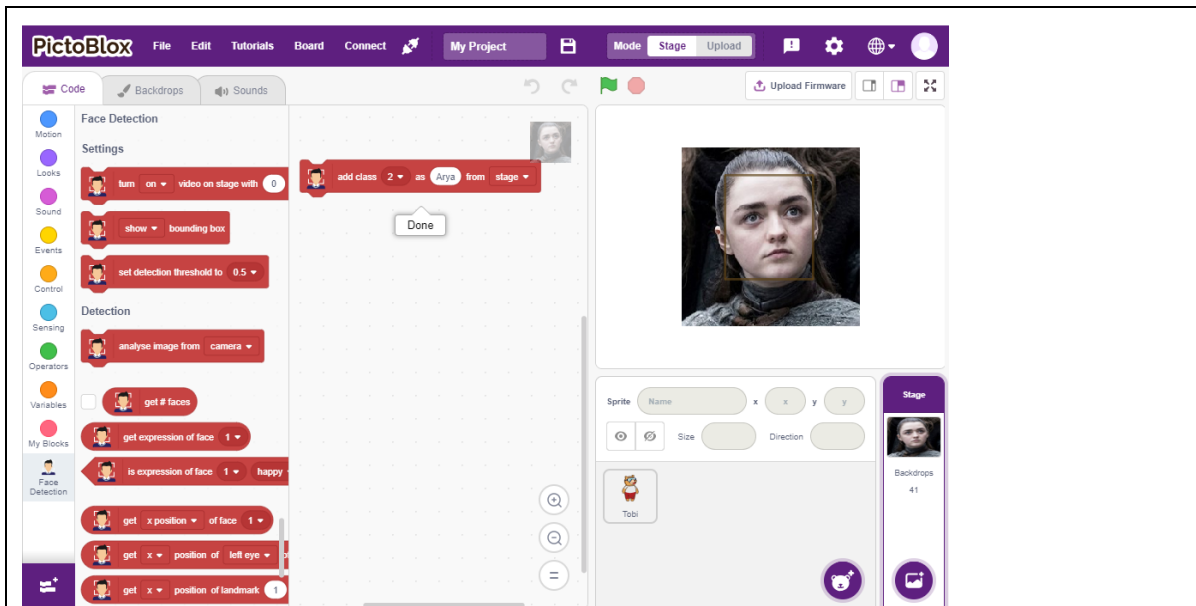 PictoBlox File Edit Tutorials Board Connect My Project Mode Stage Upload
Code Backdrops Sounds Upload Firmware
Motion
Looks
Sound
Events
Control
Sensing
Operators
Variables
My Blocks
Face
Detection
Face Detection
Settings
turn on video on stage with 0
show bounding box
set detection threshold to 0.5
Detection
analyse image from camera
get # faces
get expression of face 1
is expression of face 1 happy
get x position of face 1
get x position of left eye
get x position of landmark 1
add class 2 as Arya from stage
Done
=
Sprite Name x x y y
Size Direction
Tobi
Stage
Backdrops
41